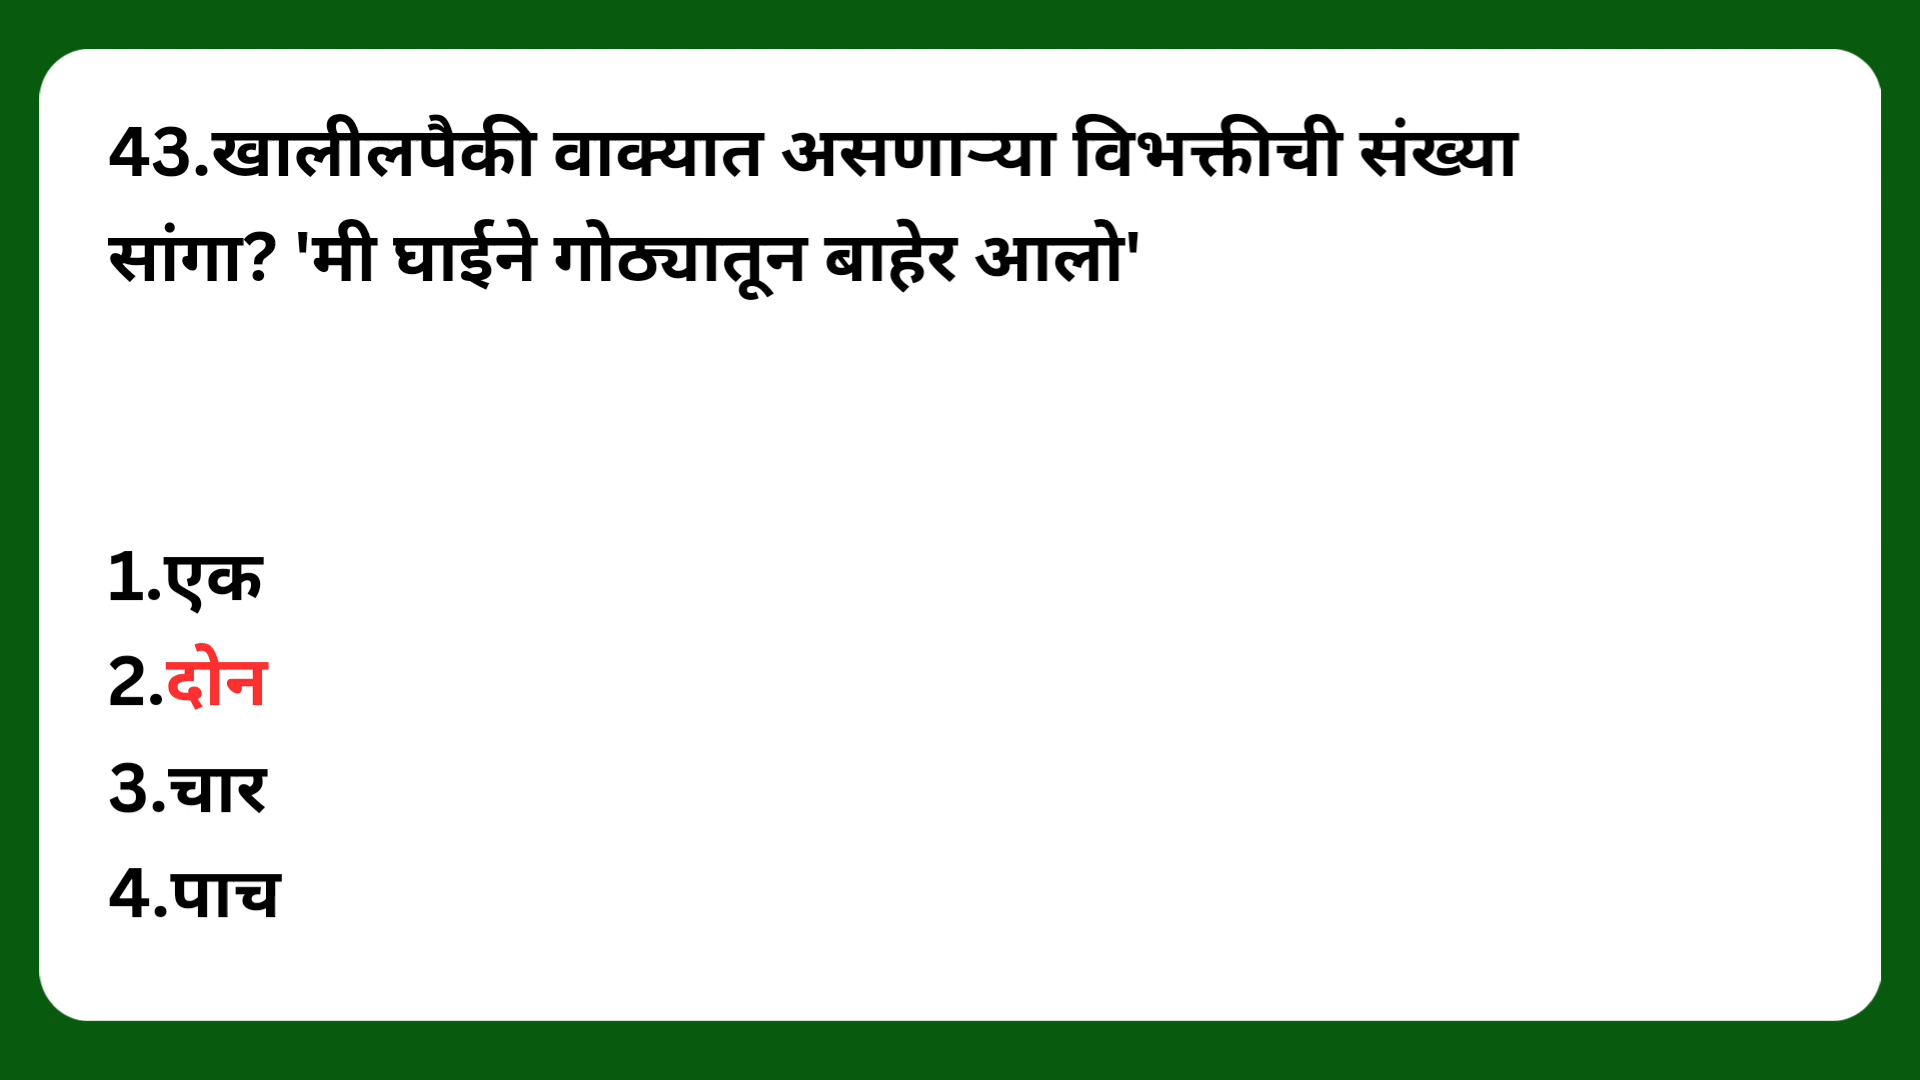 43.खालीलपैकी वाक्यात असणाऱ्या विभक्तीची संख्या
सांगा? 'मी घाईने गोठ्यातून बाहेर आलो'
1.एक
2.दोन
3.चार
4.पाच